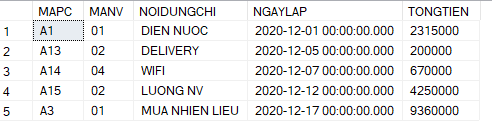 MAPC MANV NOIDUNGCHI NGAYLAP TONGTIEN
1 A1 01 DIEN NUOC 2020-12-01 00:00:00.000 2315000
2 A13 02 DELIVERY 2020-12-05 00:00:00.000 200000
3 A14 04 WIFI 2020-12-07 00:00:00.000 670000
4 A15 02 LUONG NV 2020-12-12 00:00:00.000 4250000
5 A3 01 MUA NHIEN LIEU 2020-12-17 00:00:00.000 9360000